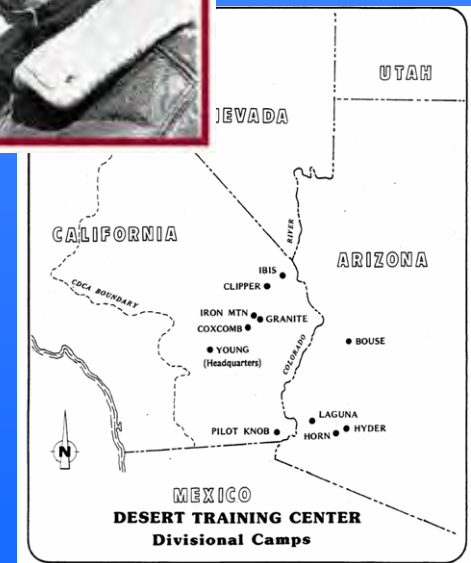 UTAH
NEVADA
CALIFORNIA
RIVER
ARIZONA
IBIS
CLIPPER
CDCA BOUNDARY
IRON MTN
GRANITE
COXCOMB
COLORADO
BOUSE
YOUNG
(Headquarters)
LAGUNA
PILOT KNOB
HYDER
HORN
N
MEXICO
DESERT TRAINING CENTER
Divisional Camps